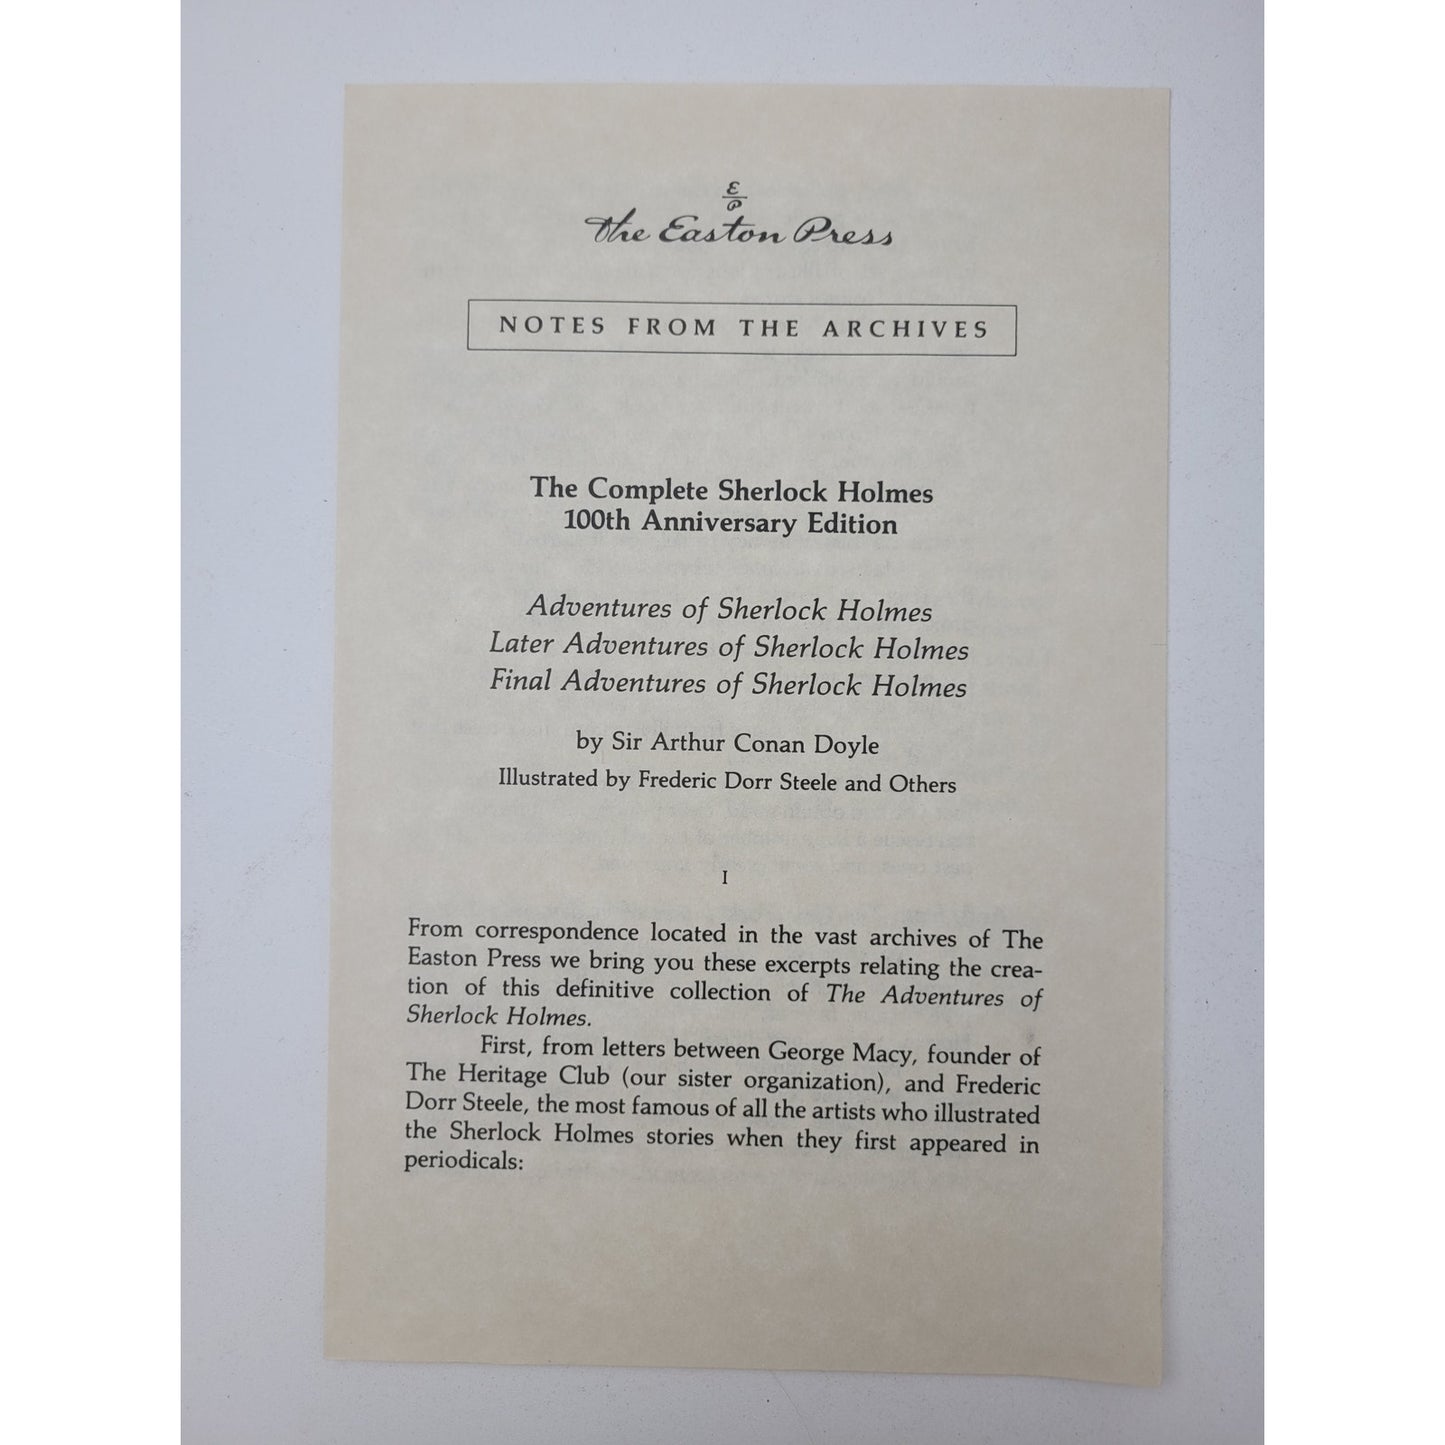 E
P
The Easton Press
NOTES FROM THE ARCHIVES
The Complete Sherlock Holmes
100th Anniversary Edition
Adventures of Sherlock Holmes
Later Adventures of Sherlock Holmes
Final Adventures of Sherlock Holmes
by Sir Arthur Conan Doyle
Illustrated by Frederic Dorr Steele and Others
I
From correspondence located in the vast archives of The
Easton Press we bring you these excerpts relating the crea-
tion of this definitive collection of The Adventures of
Sherlock Holmes.
First, from letters between George Macy, founder of
The Heritage Club (our sister organization), and Frederic
Dorr Steele, the most famous of all the artists who illustrated
the Sherlock Holmes stories when they first appeared in
periodicals: